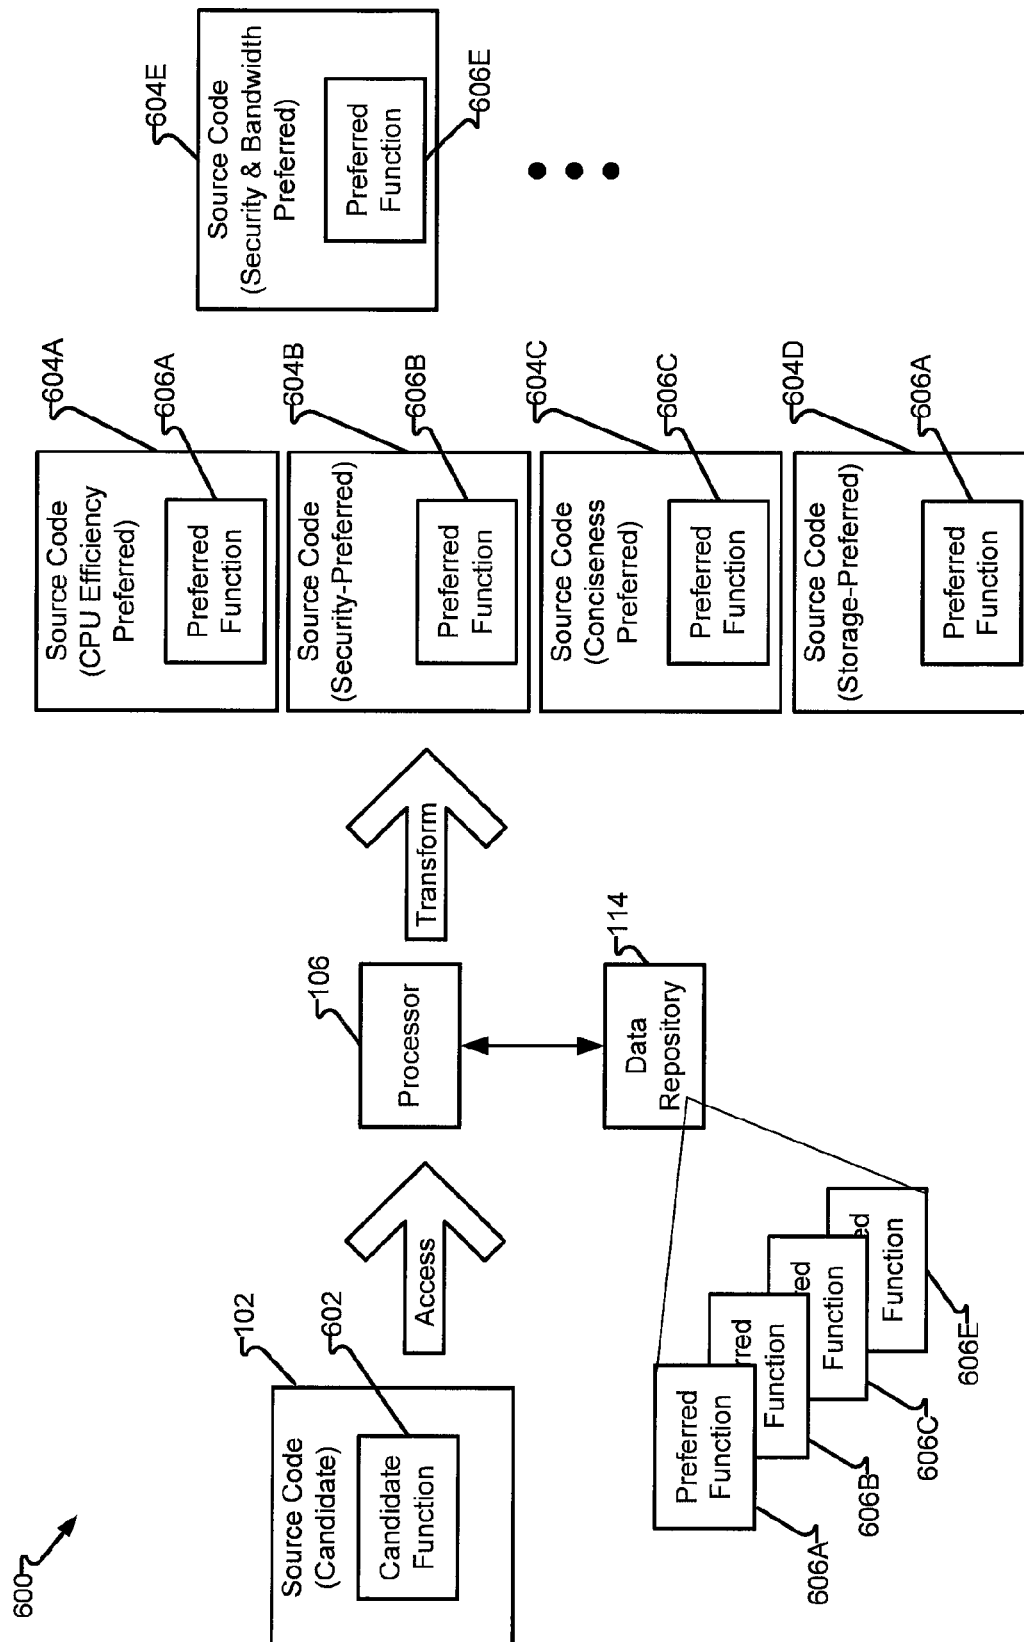 600
Source Code
(Candidate)
102
Candidate
Function
602
Access
Processor
106
Data
Repository
114
Preferred
Function
606A
rred
Function
606B
red
Function
606C
ed
Function
606E
Transform
Source Code
(CPU Efficiency
Preferred)
604A
Preferred
Function
606A
Source Code
(Security-Preferred)
604B
Preferred
Function
606B
Source Code
(Conciseness
Preferred)
604C
Preferred
Function
606C
Source Code
(Storage-Preferred)
604D
Preferred
Function
606A
Source Code
(Security & Bandwidth
Preferred)
604E
Preferred
Function
606E